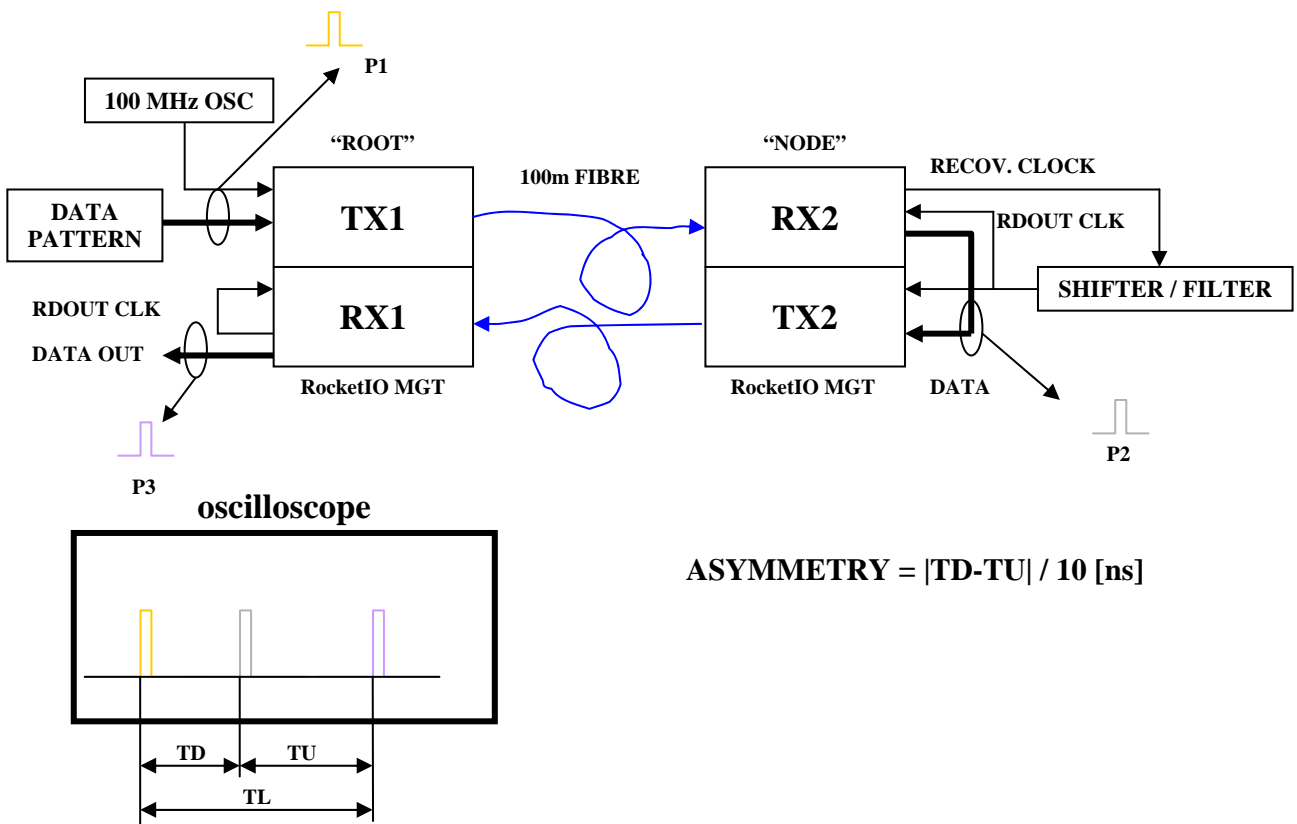 P1
100 MHz OSC
“ROOT”
“NODE”
100m FIBRE
RECOV. CLOCK
DATA
PATTERN
TX1
RX2
RDOUT CLK
SHIFTER / FILTER
RDOUT CLK
RX1
TX2
DATA OUT
RocketIO MGT
RocketIO MGT
DATA
P2
P3
oscilloscope
ASYMMETRY = |TD-TU| / 10 [ns]
TD
TU
TL